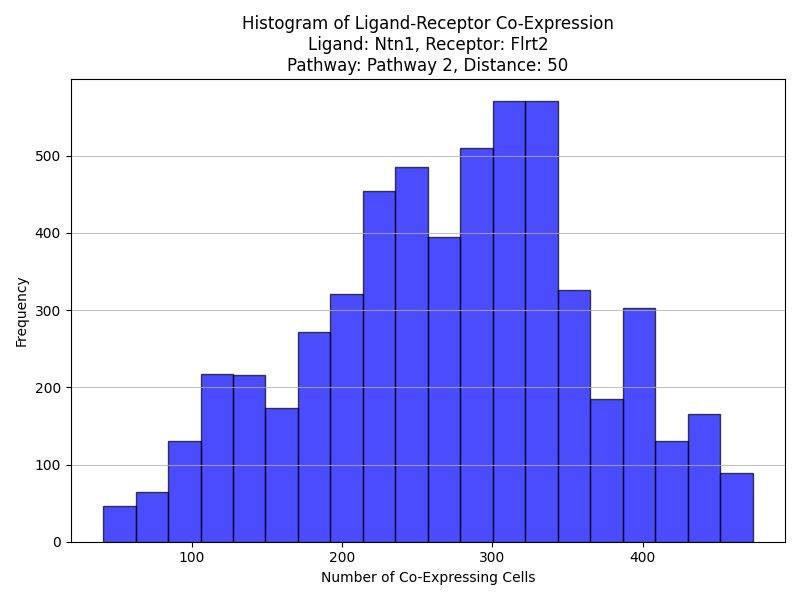 Histogram of Ligand-Receptor Co-Expression
Ligand: Ntn1, Receptor: Flrt2
Pathway: Pathway 2, Distance: 50
Frequency
500
400
300
200
100
0
100 200 300 400
Number of Co-Expressing Cells